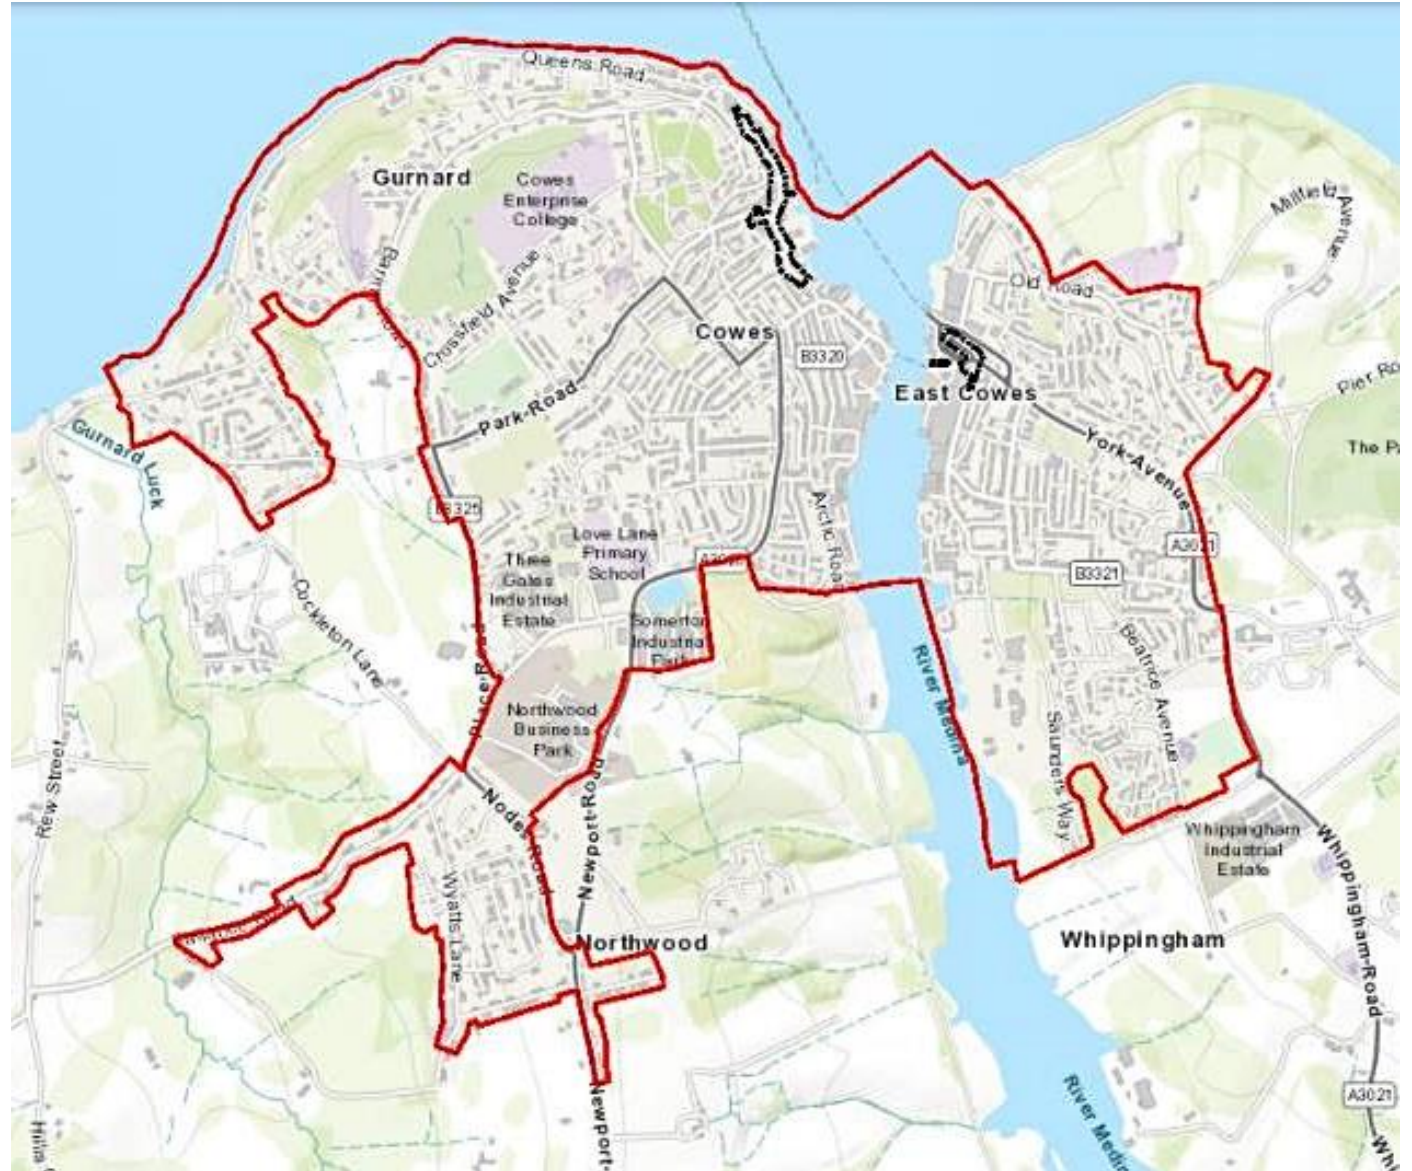 Queens Road
Gurnard
Cowes
Enterprise
College
Millfield
Avenue
Old Road
Crossfield Avenue
Cowes
B3320
Pier Ro
East Cowes
Park-Road
Gurnard Luck
York-Avenue
The Pa
B3325
Arctic Road
Love Lane
Primary
School
Three
Gates
Industrial
Estate
A3021
B3321
Cockleton Lane
Somerton
Industrial
Park
Place-Road
River Medina
Beatrice Avenue
Northwood
Business
Park
Saunders Way
Rew Street
Newport-Road
Nodes Road
Whippingham
Industrial
Estate
Whippingham-Road
Wyatts Lane
Northwood
Whippingham
River Medin
A3021
Newport-
Whi